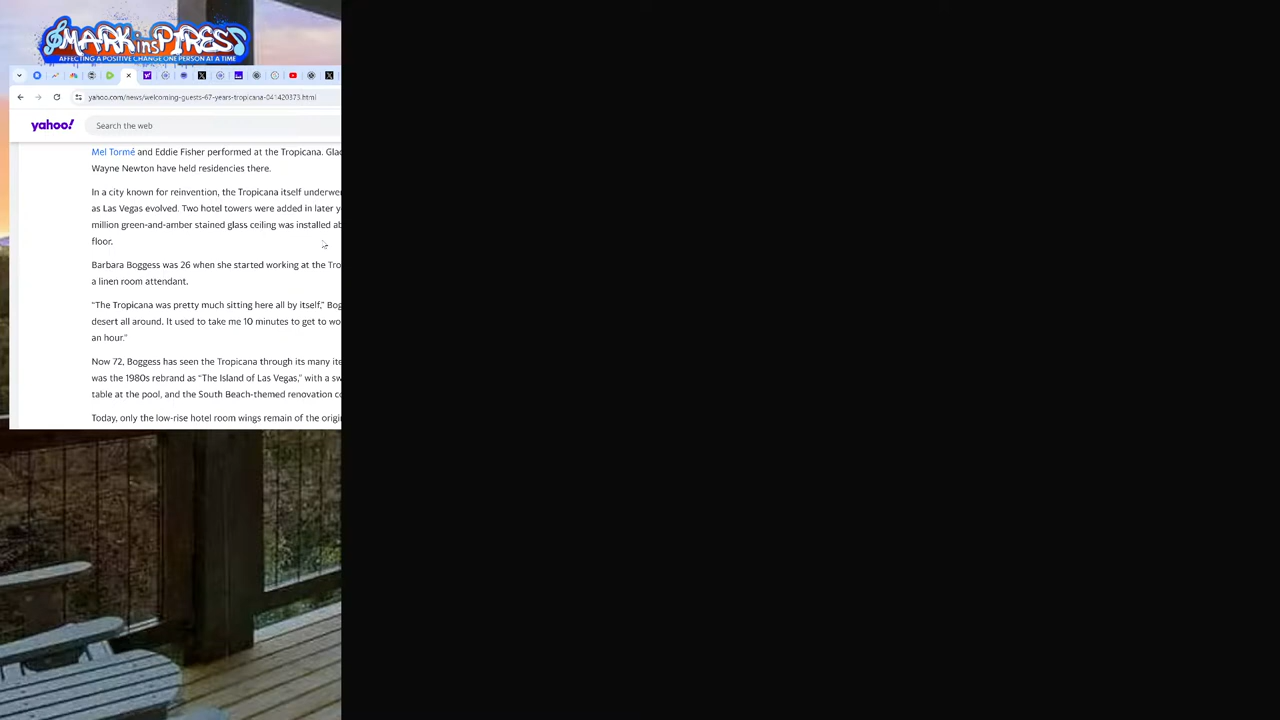 MARK ins PIRES
AFFECTING A POSITIVE CHANGE ONE PERSON AT A TIME
yahoo.com/news/welcoming-guests-67-years-tropicana-041420373.html
yahoo!
Search the web
Mel Tormé and Eddie Fisher performed at the Tropicana.
Wayne Newton have held residencies there.
In a city known for reinvention, the Tropicana itself
as Las Vegas evolved. Two hotel towers were added in later
million green-and-amber stained glass ceiling was installed
floor.
Barbara Boggess was 26 when she started working at the
a linen room attendant.
“The Tropicana was pretty much sitting here all by itself,”
desert all around. It used to take me 10 minutes to get to
an hour.”
Now 72, Boggess has seen the Tropicana through its many
was the 1980s rebrand as “The Island of Las Vegas,” with a
table at the pool, and the South Beach-themed renovation
Today, only the low-rise hotel room wings remain of the